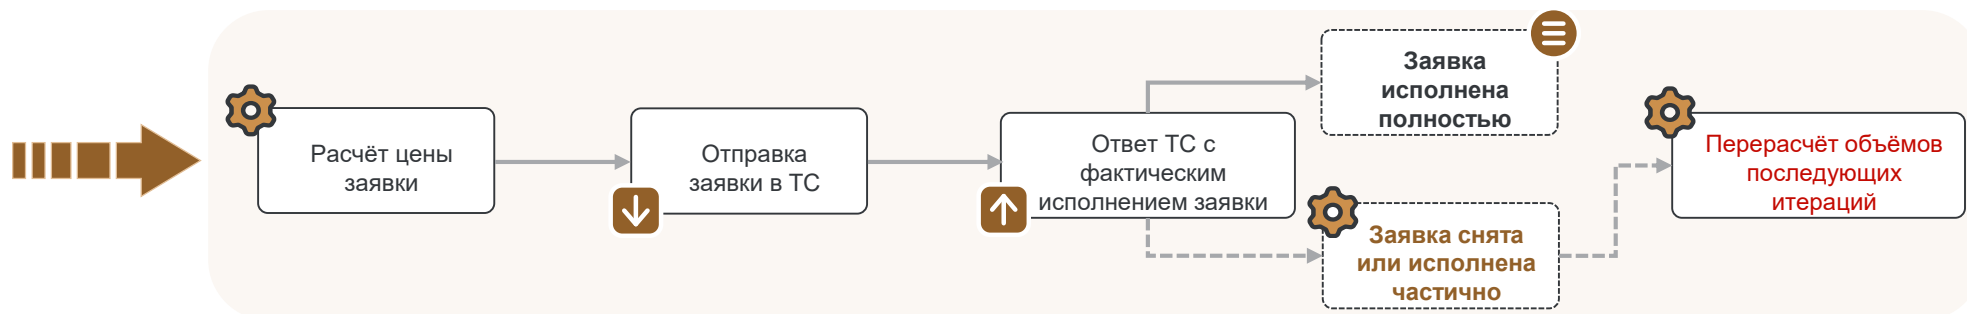 Расчёт цены
заявки
Отправка
заявки в ТС
Ответ ТС с
фактическим
исполнением заявки
Заявка
исполнена
полностью
Заявка снята
или исполнена
частично
Перерасчёт объёмов
последующих
итераций